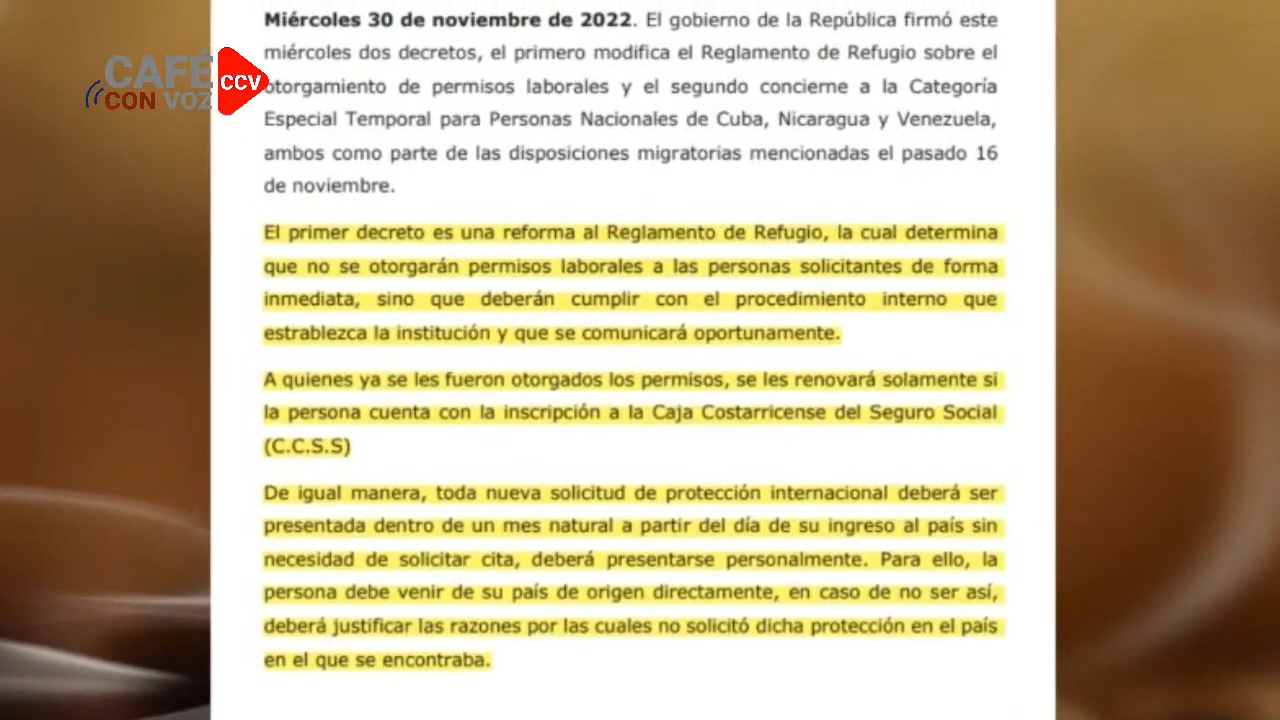 Miércoles 30 de noviembre de 2022. El gobierno de la República firmó este
miércoles dos decretos, el primero modifica el Reglamento de Refugio sobre el
otorgamiento de permisos laborales y el segundo concierne a la Categoría
Especial Temporal para Personas Nacionales de Cuba, Nicaragua y Venezuela,
ambos como parte de las disposiciones migratorias mencionadas el pasado 16
de noviembre.
El primer decreto es una reforma al Reglamento de Refugio, la cual determina
que no se otorgarán permisos laborales a las personas solicitantes de forma
inmediata, sino que deberán cumplir con el procedimiento interno que
estrablezca la institución y que se comunicará oportunamente.
A quienes ya se les fueron otorgados los permisos, se les renovará solamente si
la persona cuenta con la inscripción a la Caja Costarricense del Seguro Social
(C.C.S.S)
De igual manera, toda nueva solicitud de protección internacional deberá ser
presentada dentro de un mes natural a partir del día de su ingreso al país sin
necesidad de solicitar cita, deberá presentarse personalmente. Para ello, la
persona debe venir de su país de origen directamente, en caso de no ser así,
deberá justificar las razones por las cuales no solicitó dicha protección en el país
en el que se encontraba.
CAFÉ
CON VOZ
CCV